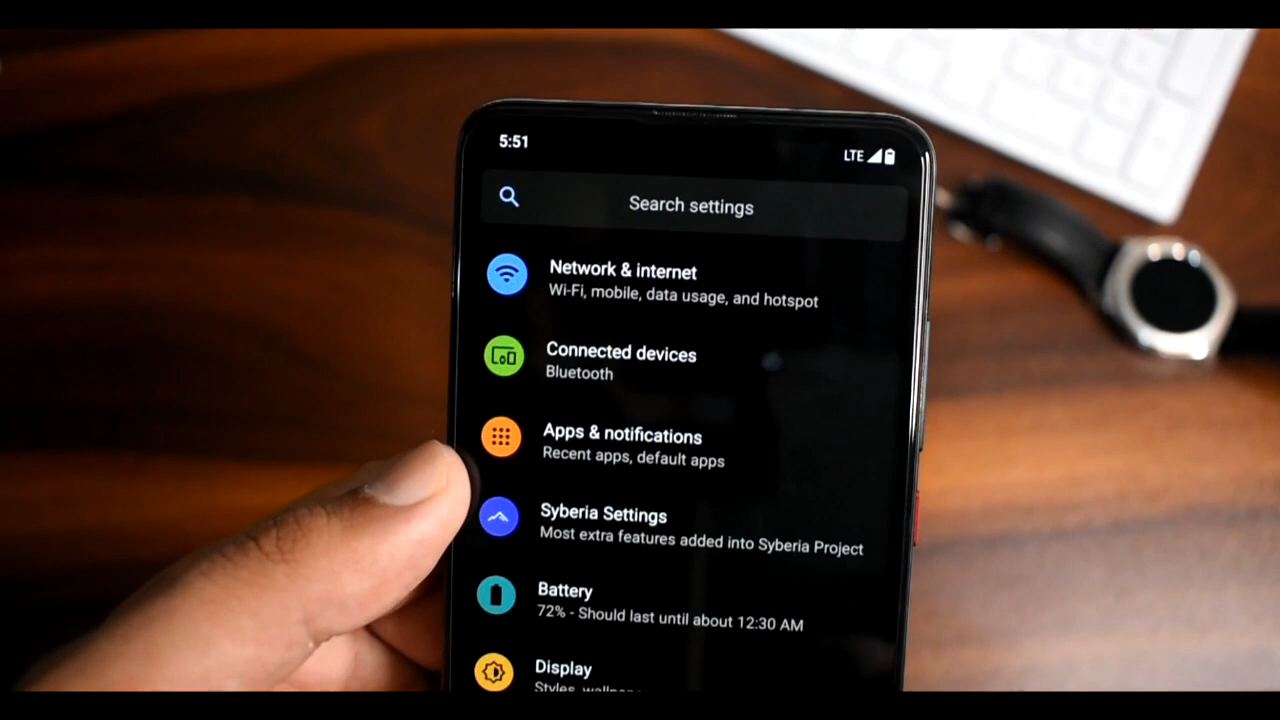 5:51
LTE
Search settings
Network & internet
Wi-Fi, mobile, data usage, and hotspot
Connected devices
Bluetooth
Apps & notifications
Recent apps, default apps
Syberia Settings
Most extra features added into Syberia Project
Battery
72% - Should last until about 12:30 AM
Display
Styles,